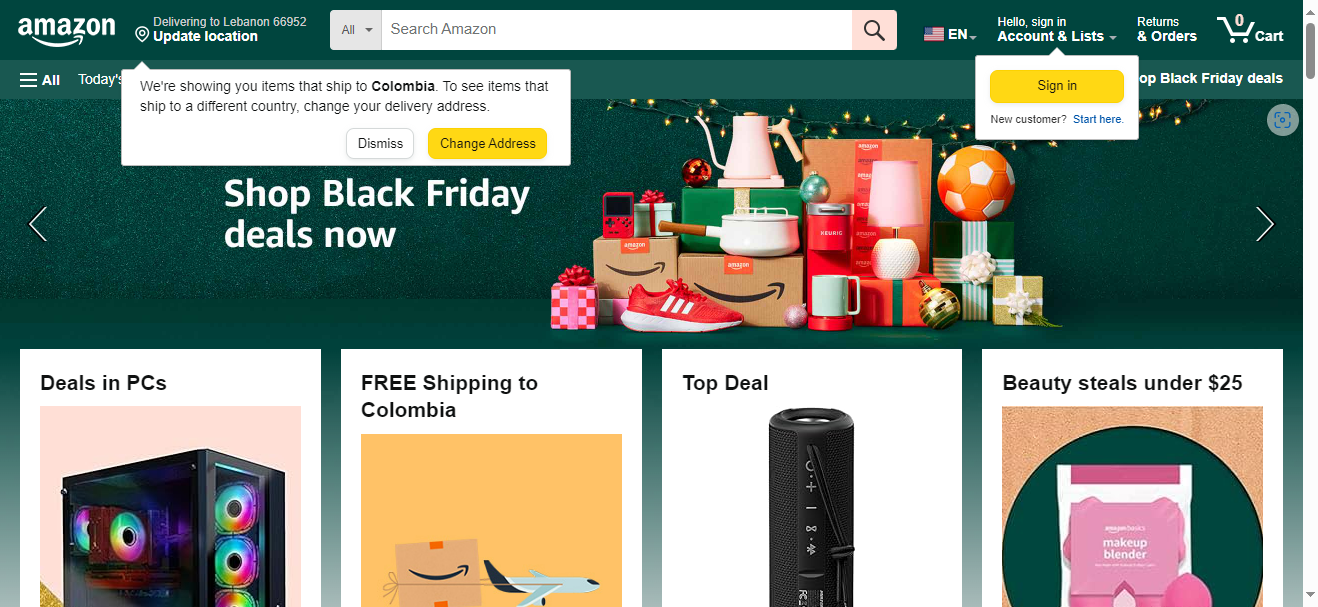 amazon
Delivering to Lebanon 66952
Update location
All
Search Amazon
EN
Hello, sign in
Account & Lists
Returns
& Orders
0
Cart
All
Today's
op Black Friday deals
We're showing you items that ship to Colombia. To see items that
ship to a different country, change your delivery address.
Dismiss
Change Address
Sign in
New customer? Start here.
Shop Black Friday
deals now
amazon
amazon
amazon
KEURIG
Deals in PCs
FREE Shipping to
Colombia
Top Deal
Beauty steals under $25
amazon basics
makeup
blender